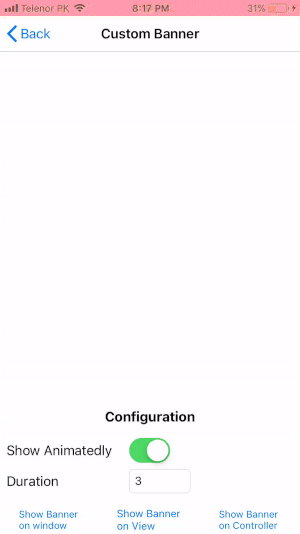 Telenor PK 8:17 PM 31%
Back Custom Banner
Configuration
Show Animatedly
Duration 3
Show Banner on window
Show Banner on View
Show Banner on Controller